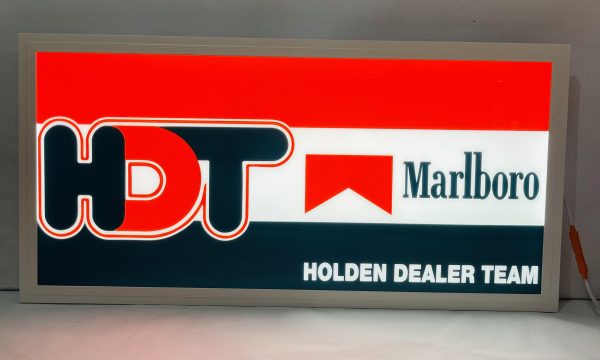 HDT
Marlboro
HOLDEN DEALER TEAM